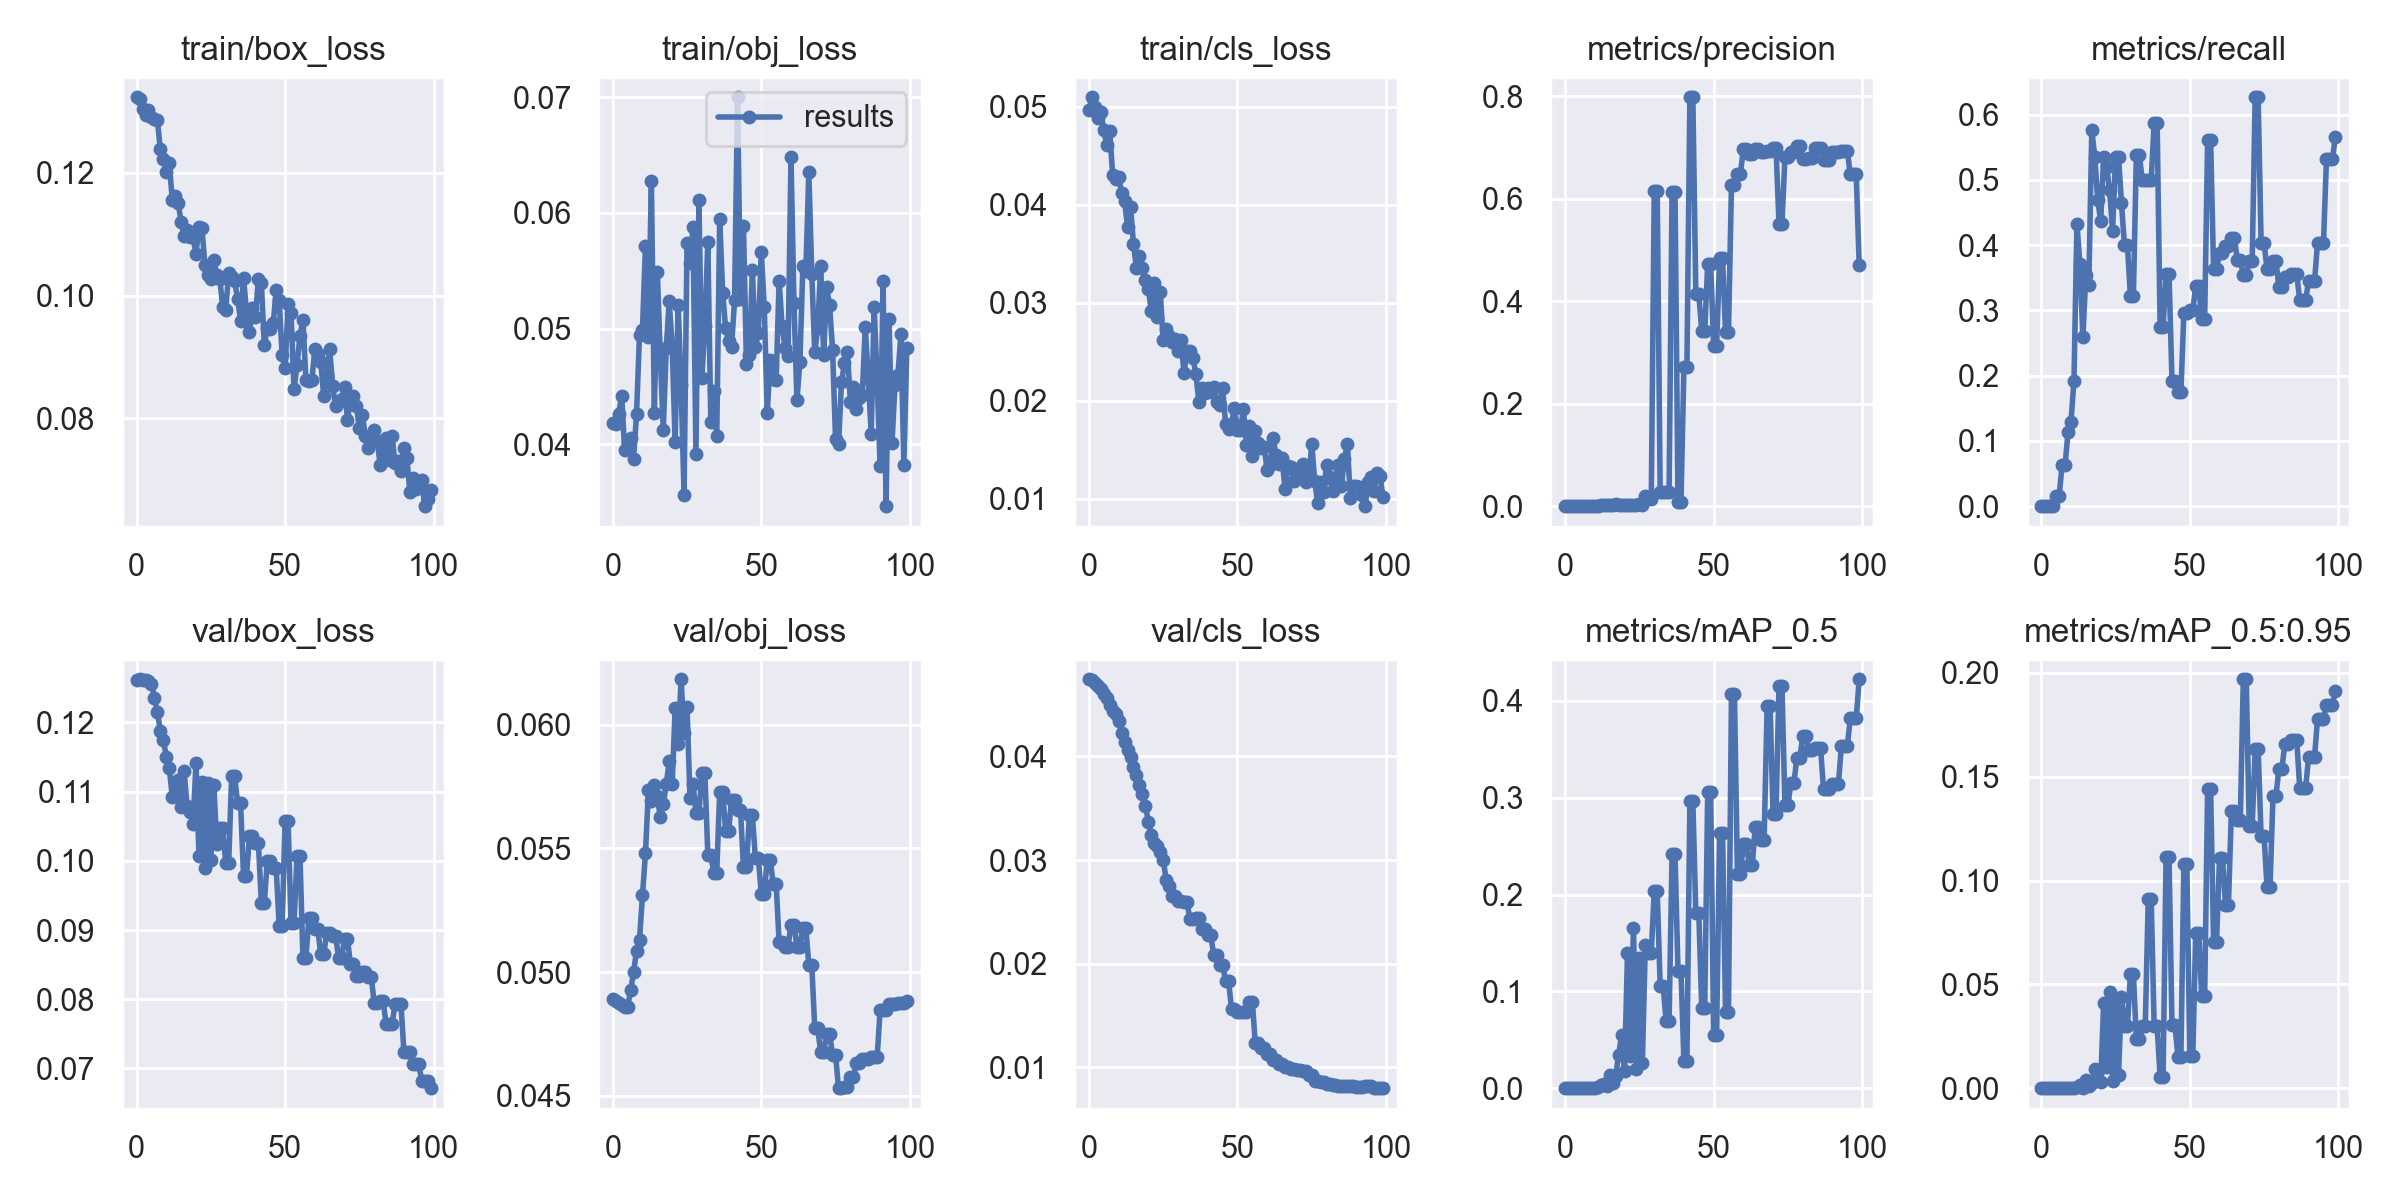 train/box_loss
train/obj_loss
train/cls_loss
metrics/precision
metrics/recall
0.12
0.10
0.08
0 50 100
0.07
0.06
0.05
0.04
results
0 50 100
0.05
0.04
0.03
0.02
0.01
0 50 100
0.8
0.6
0.4
0.2
0.0
0 50 100
0.6
0.5
0.4
0.3
0.2
0.1
0.0
0 50 100
val/box_loss
val/obj_loss
val/cls_loss
metrics/mAP_0.5
metrics/mAP_0.5:0.95
0.12
0.11
0.10
0.09
0.08
0.07
0 50 100
0.060
0.055
0.050
0.045
0 50 100
0.04
0.03
0.02
0.01
0 50 100
0.4
0.3
0.2
0.1
0.0
0 50 100
0.20
0.15
0.10
0.05
0.00
0 50 100